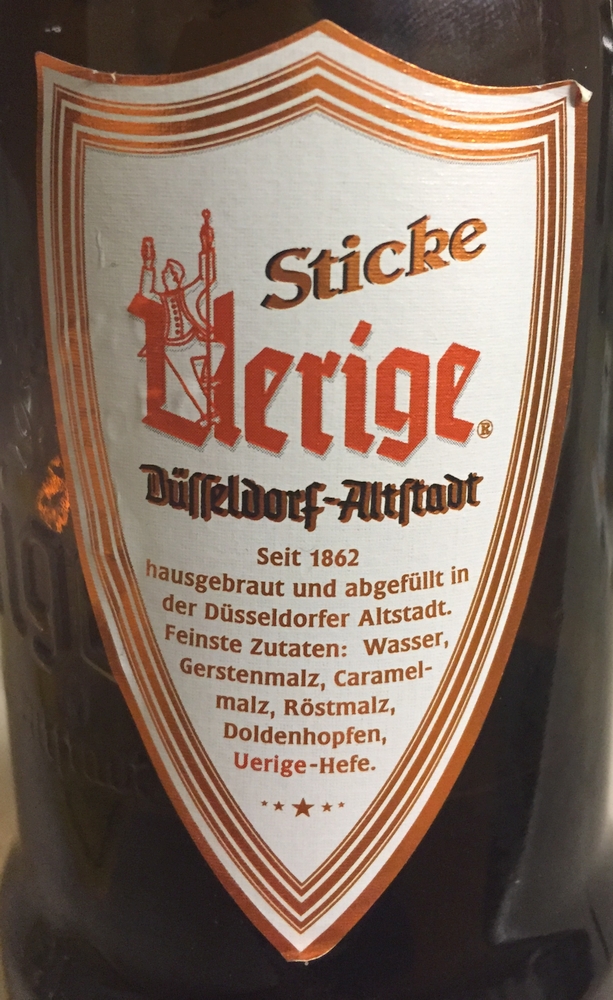 Sticke
Uerige®
Düsseldorf-Altstadt
Seit 1862
hausgebraut und abgefüllt in
der Düsseldorfer Altstadt.
Feinste Zutaten: Wasser,
Gerstenmalz, Caramel-
malz, Röstmalz,
Doldenhopfen,
Uerige-Hefe.